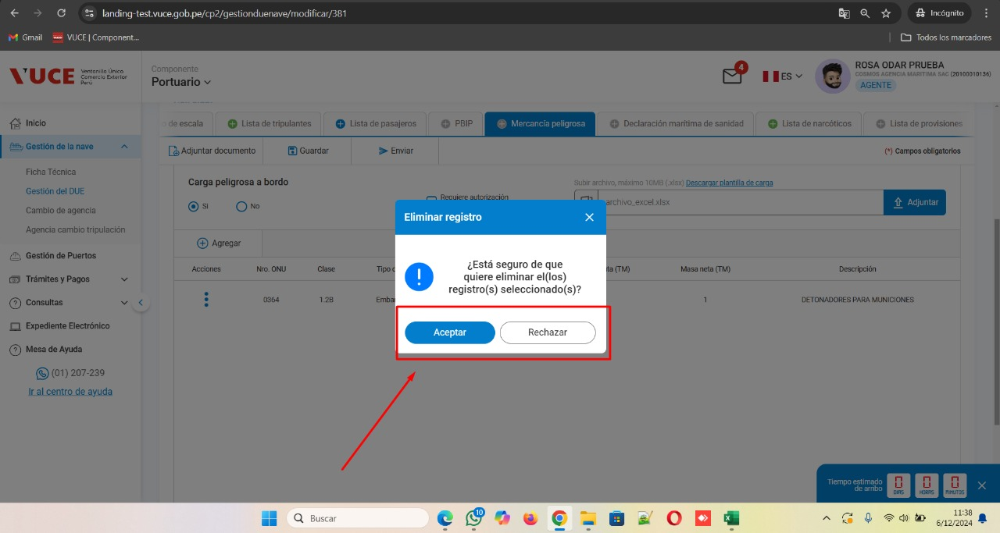 landing-test.vuce.gob.pe/cp2/gestionduenave/modificar/381
Incógnito
Gmail
VUCE | Component...
Todos los marcadores
VUCE
Ventanilla Única
Comercio Exterior
Perú
Componente
Portuario
4
ES
ROSA ODAR PRUEBA
COSMOS AGENCIA MARITIMA SAC (20100010136)
AGENTE
Inicio
Gestión de la nave
Ficha Técnica
Gestión del DUE
Cambio de agencia
Agencia cambio tripulación
Gestión de Puertos
Trámites y Pagos
Consultas
Expediente Electrónico
Mesa de Ayuda
(01) 207-239
Ir al centro de ayuda
o de escala
Lista de tripulantes
Lista de pasajeros
PBIP
Mercancía peligrosa
Declaración marítima de sanidad
Lista de narcóticos
Lista de provisiones
Adjuntar documento
Guardar
Enviar
(*) Campos obligatorios
Carga peligrosa a bordo
Si
No
Requiere autorización
Subir archivo, máximo 10MB (.xlsx) Descargar plantilla de carga
archivo_excel.xlsx
Adjuntar
Agregar
Acciones
Nro. ONU
Clase
Tipo d
ta (TM)
Masa neta (TM)
Descripción
0364
1.2B
Emba
1
DETONADORES PARA MUNICIONES
Eliminar registro
¿Está seguro de que
quiere eliminar el(los)
registro(s) seleccionado(s)?
Aceptar
Rechazar
Tiempo estimado
de arribo
0
DIAS
0
HORAS
0
MINUTOS
Buscar
10
11:38
6/12/2024